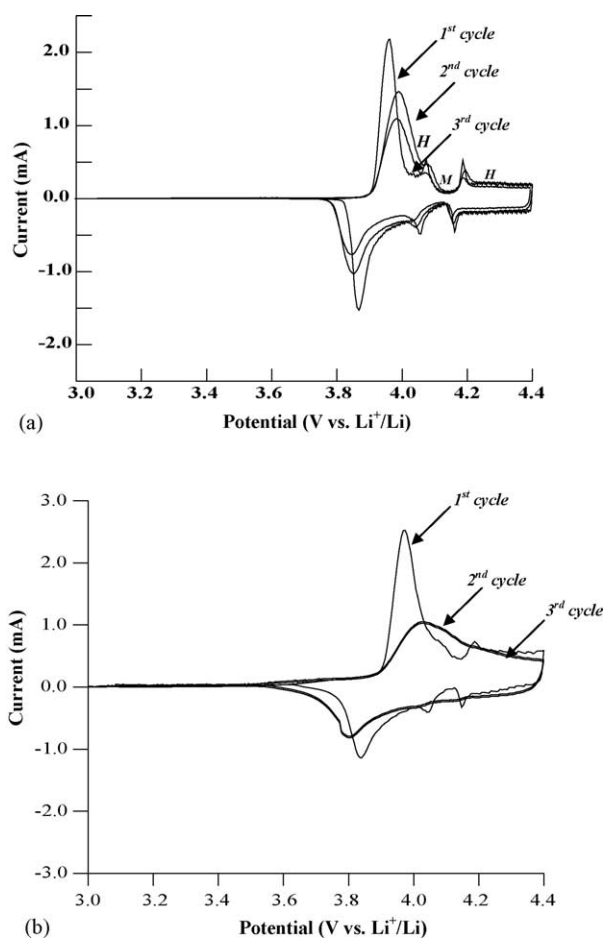 2.0
1.0
0.0
-1.0
-2.0
Current (mA)
1st cycle
2nd cycle
3rd cycle
H
M
H
3.0 3.2 3.4 3.6 3.8 4.0 4.2 4.4
(a)
Potential (V vs. Li+/Li)
3.0
2.0
1.0
0.0
-1.0
-2.0
-3.0
Current (mA)
1st cycle
2nd cycle
3rd cycle
3.0 3.2 3.4 3.6 3.8 4.0 4.2 4.4
(b)
Potential (V vs. Li+/Li)